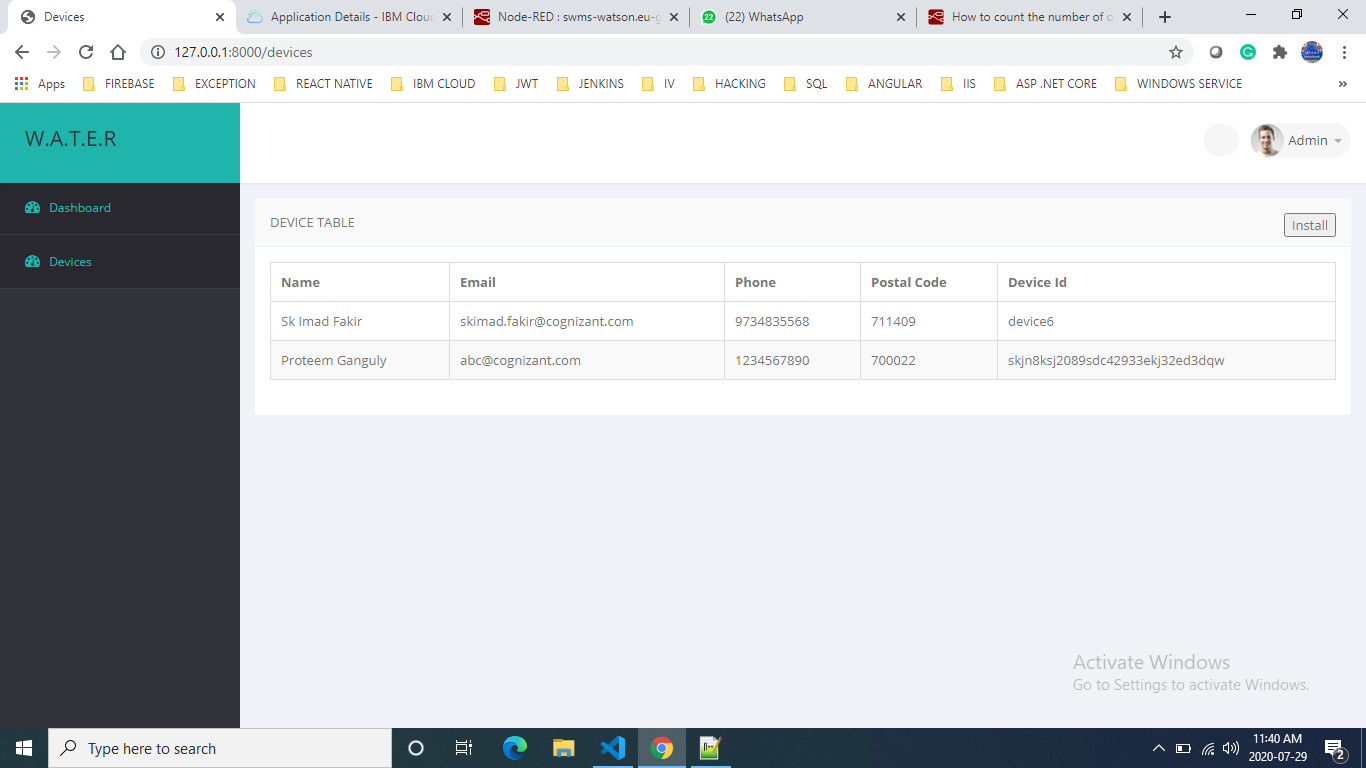 Devices
Application Details - IBM Clou
Node-RED : swms-watson.eu-g
(22) WhatsApp
How to count the number of o
127.0.0.1:8000/devices
Apps FIREBASE EXCEPTION REACT NATIVE IBM CLOUD JWT JENKINS IV HACKING SQL ANGULAR IIS ASP .NET CORE WINDOWS SERVICE »
W.A.T.E.R
Admin
Dashboard
Devices
DEVICE TABLE
Install
Name Email Phone Postal Code Device Id
Sk Imad Fakir skimad.fakir@cognizant.com 9734835568 711409 device6
Proteem Ganguly abc@cognizant.com 1234567890 700022 skjn8ksj2089sdc42933ekj32ed3dqw
Activate Windows
Go to Settings to activate Windows.
Type here to search
11:40 AM
2020-07-29
2